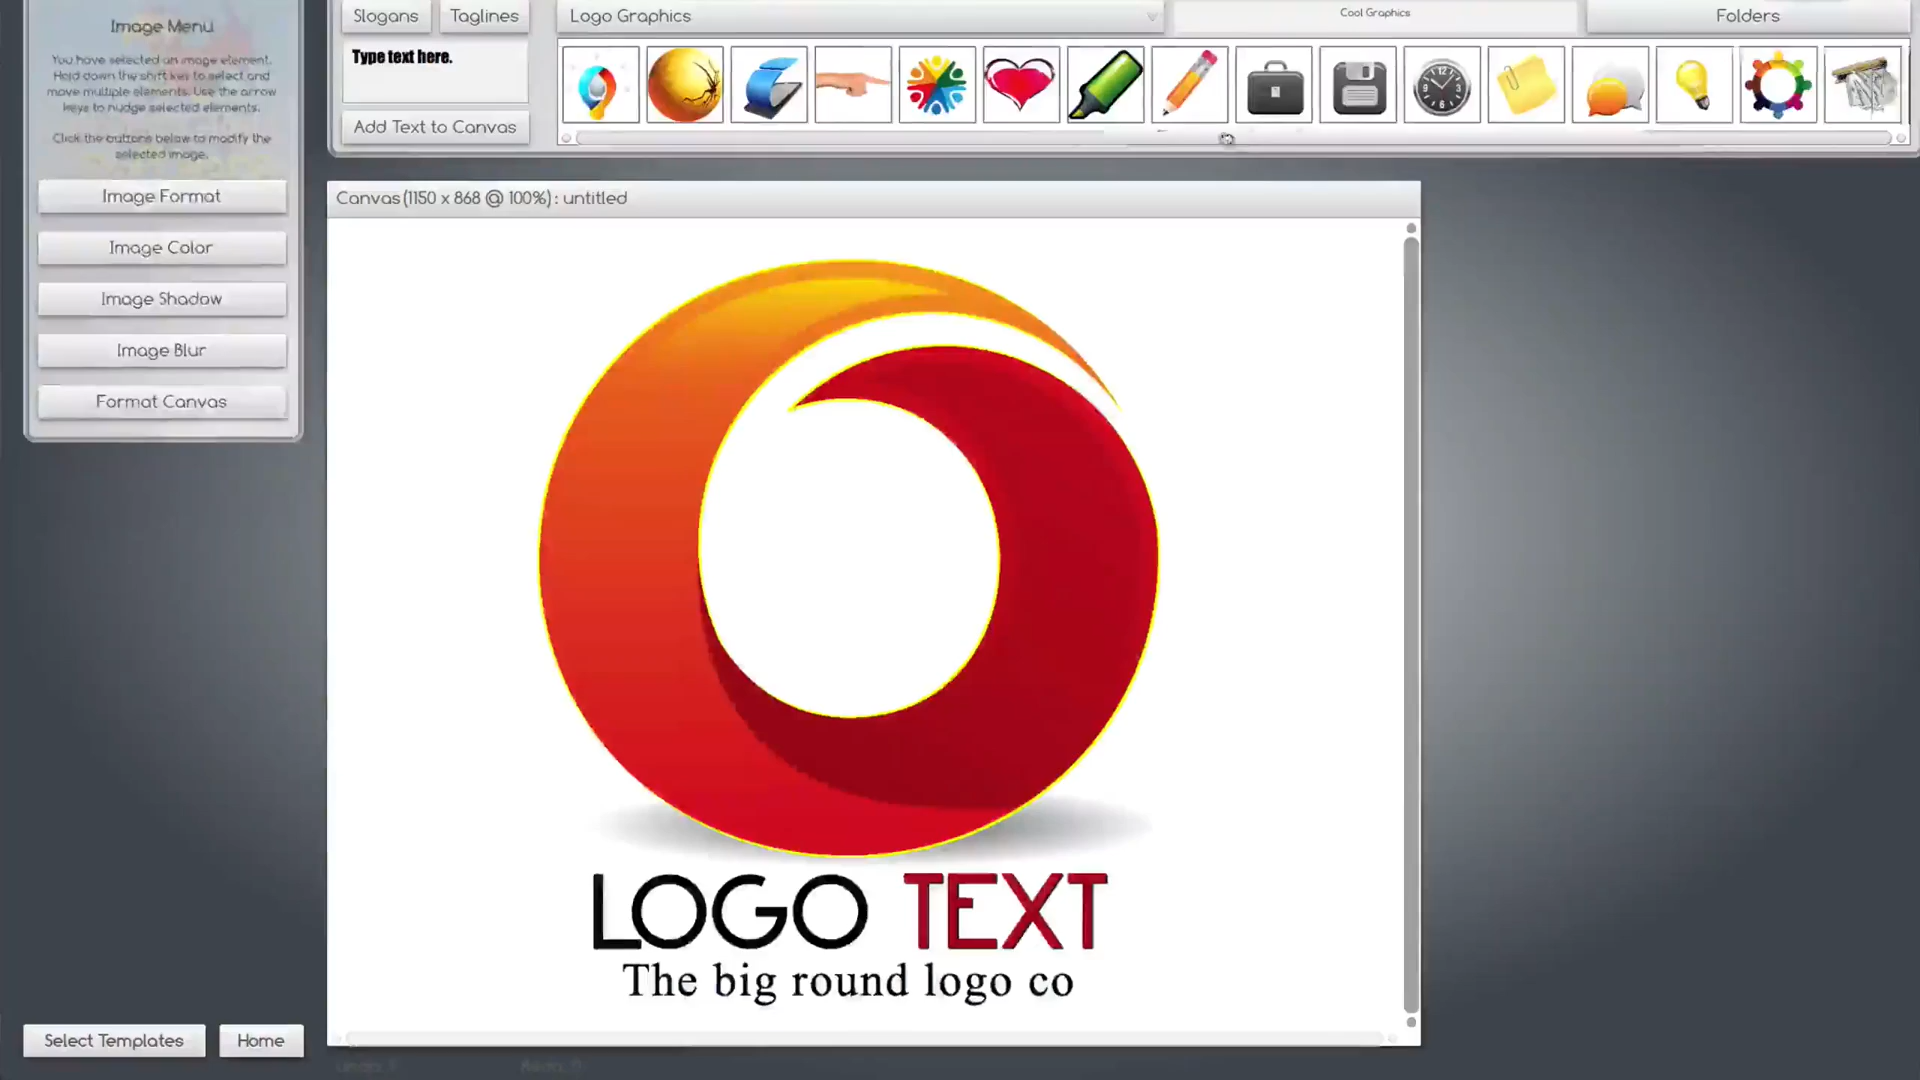 Image Menu
You have selected an image element.
Hold down the shift key to select and
move multiple elements. Use the arrow
keys to nudge selected elements.
Click the buttons below to modify the
selected image.
Image Format
Image Color
Image Shadow
Image Blur
Format Canvas
Select Templates
Home
Slogans
Taglines
Type text here.
Add Text to Canvas
Logo Graphics
Cool Graphics
Folders
Canvas (1150 x 868 @ 100%) : untitled
LOGO TEXT
The big round logo co